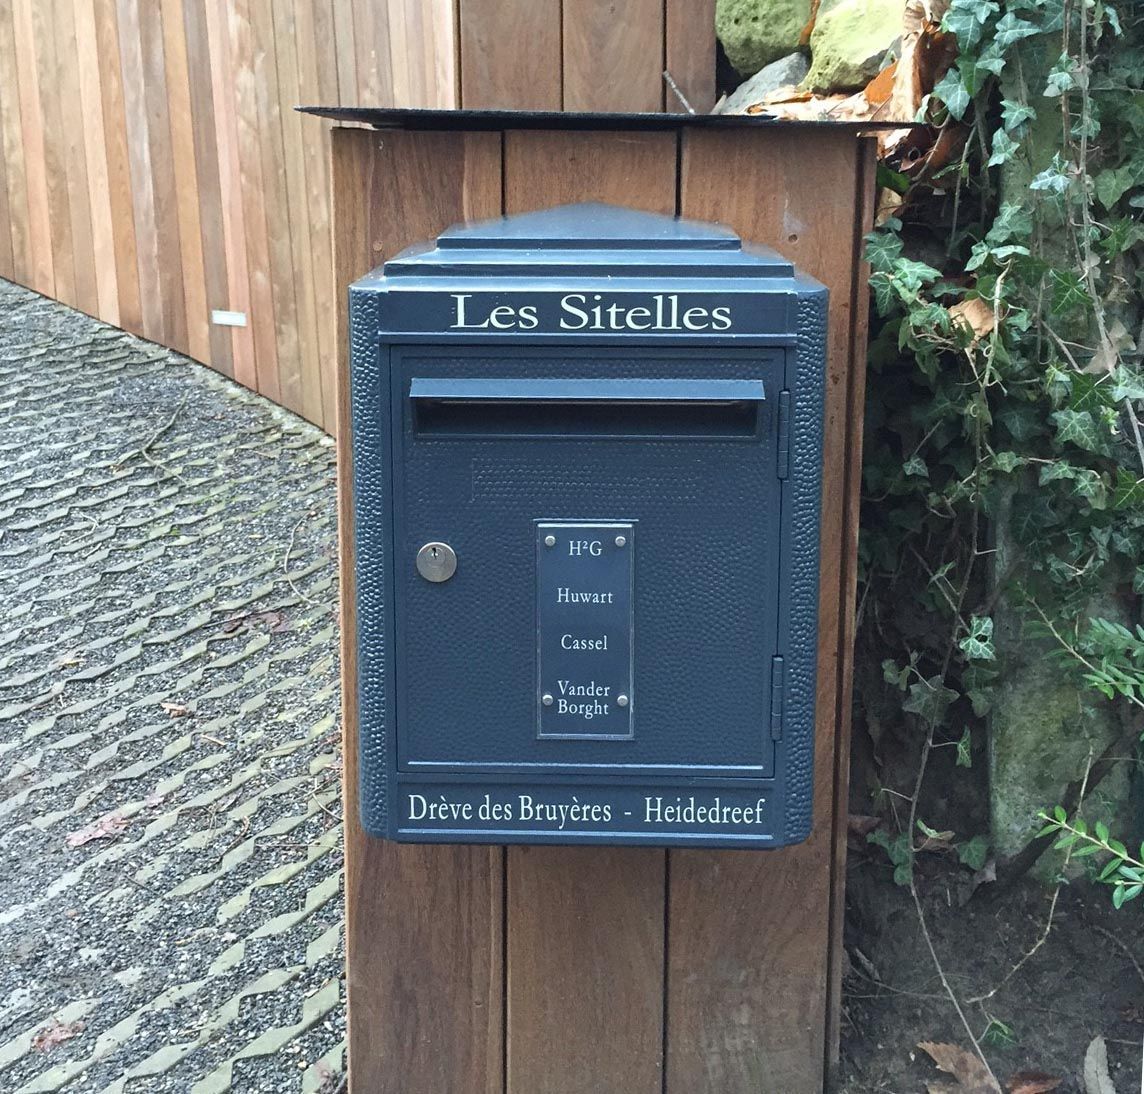 Les Sitelles
H²G
Huwart
Cassel
Vander
Borght
Drève des Bruyères - Heidedreef